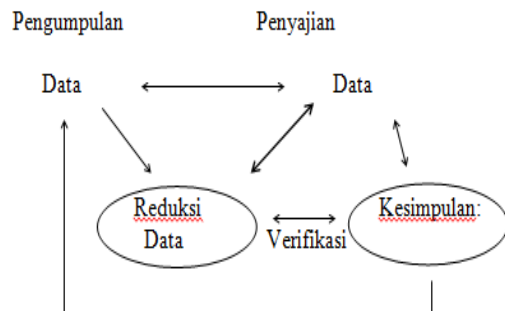 Pengumpulan Penyajian
Data Data
Reduksi Kesimpulan:
Data Verifikasi